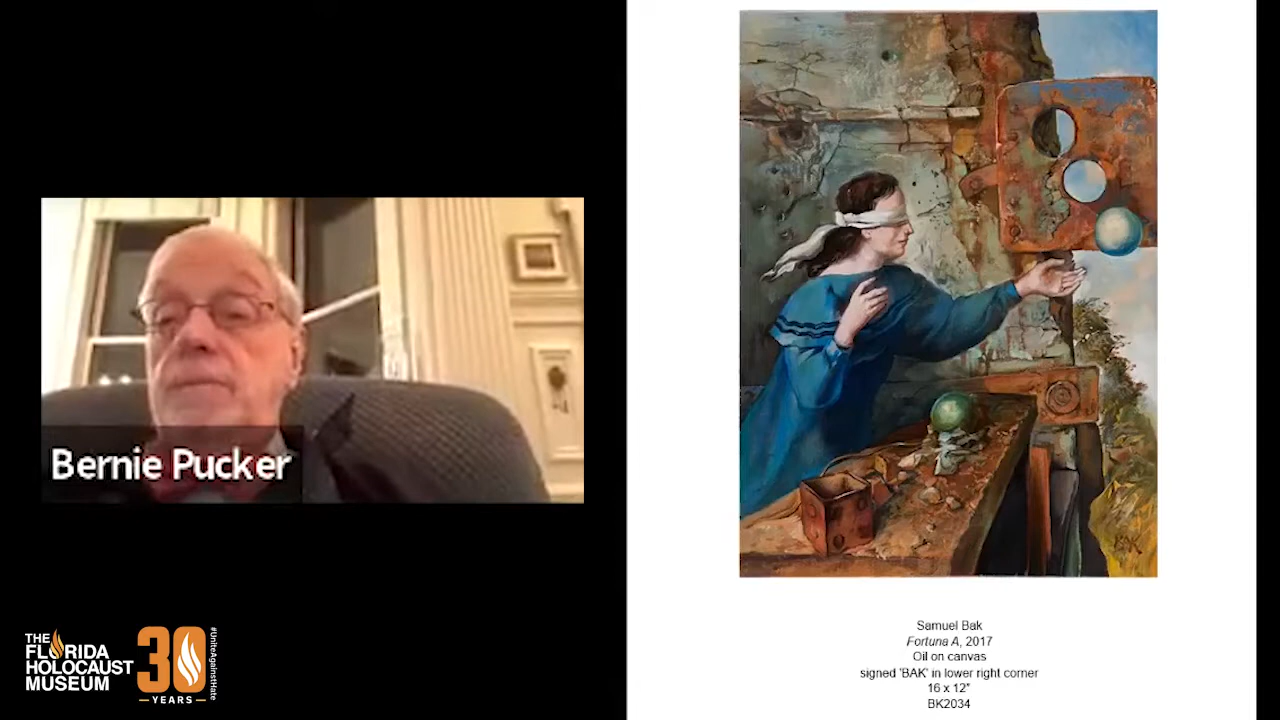 Bernie Pucker
THE
FLORIDA
HOLOCAUST
MUSEUM
30
YEARS
#UniteAgainstHate
BAK
Samuel Bak
Fortuna A, 2017
Oil on canvas
signed 'BAK' in lower right corner
16 x 12"
BK2034